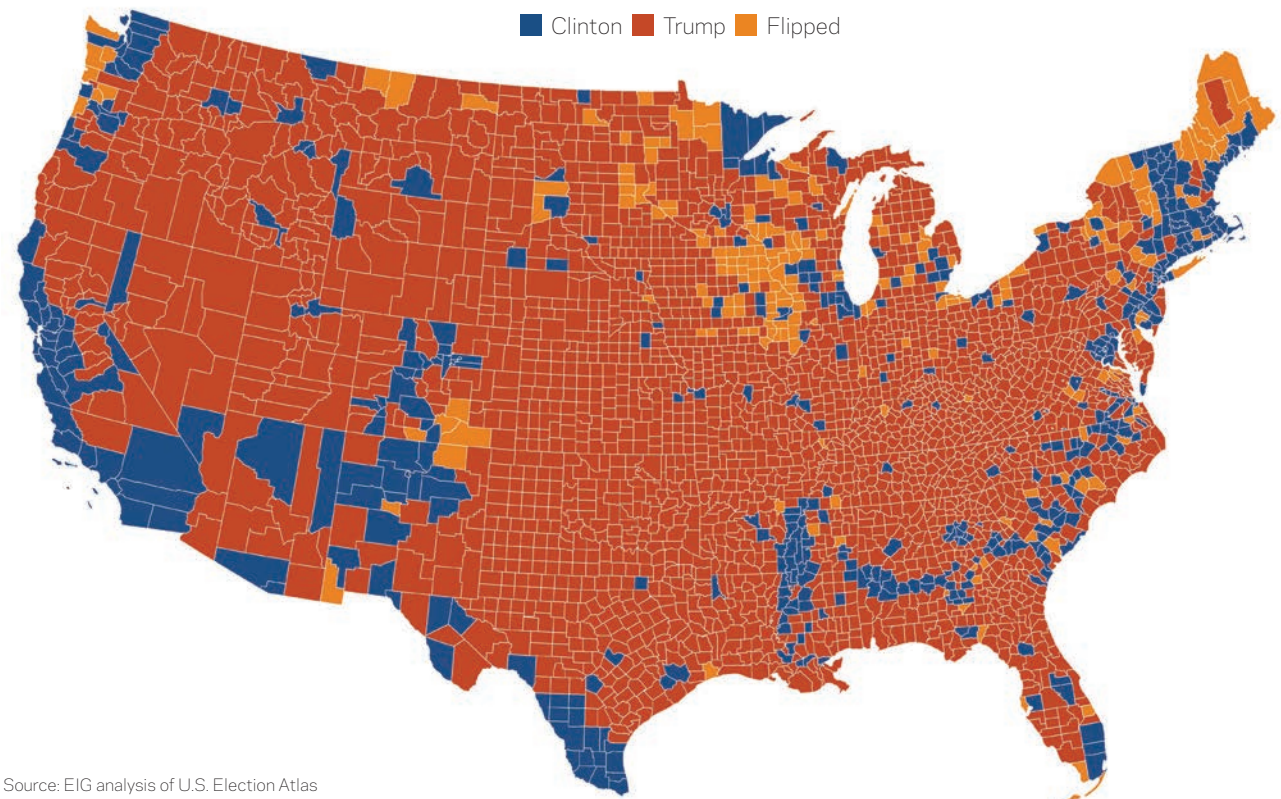 Clinton Trump Flipped
Source: EIG analysis of U.S. Election Atlas